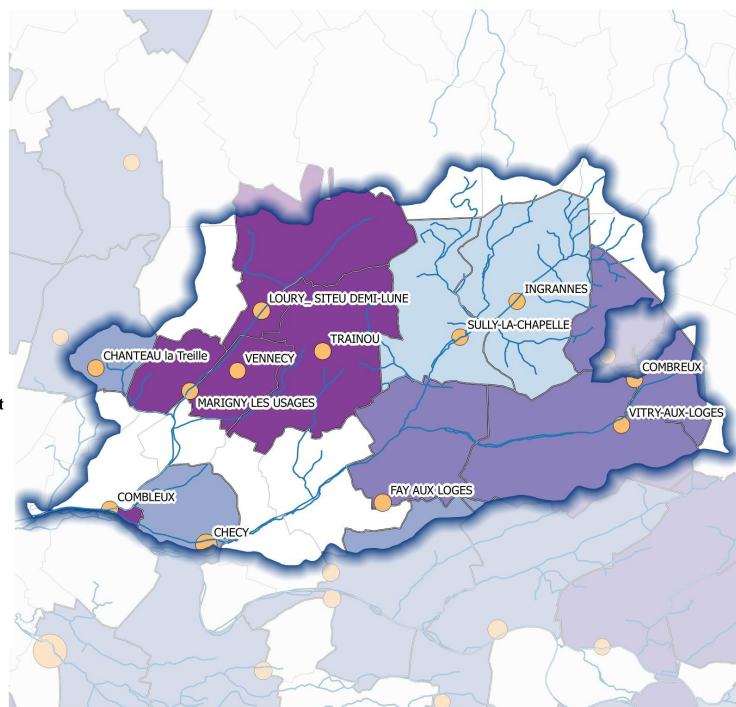 LOURY_ SITEU DEMI-LUNE
INGRANNES
SULLY-LA-CHAPELLE
TRAINOU
CHANTEAU la Treille
VENNECY
COMBREUX
MARIGNY LES USAGES
t
VITRY-AUX-LOGES
COMBLEUX
FAY AUX LOGES
CHECY